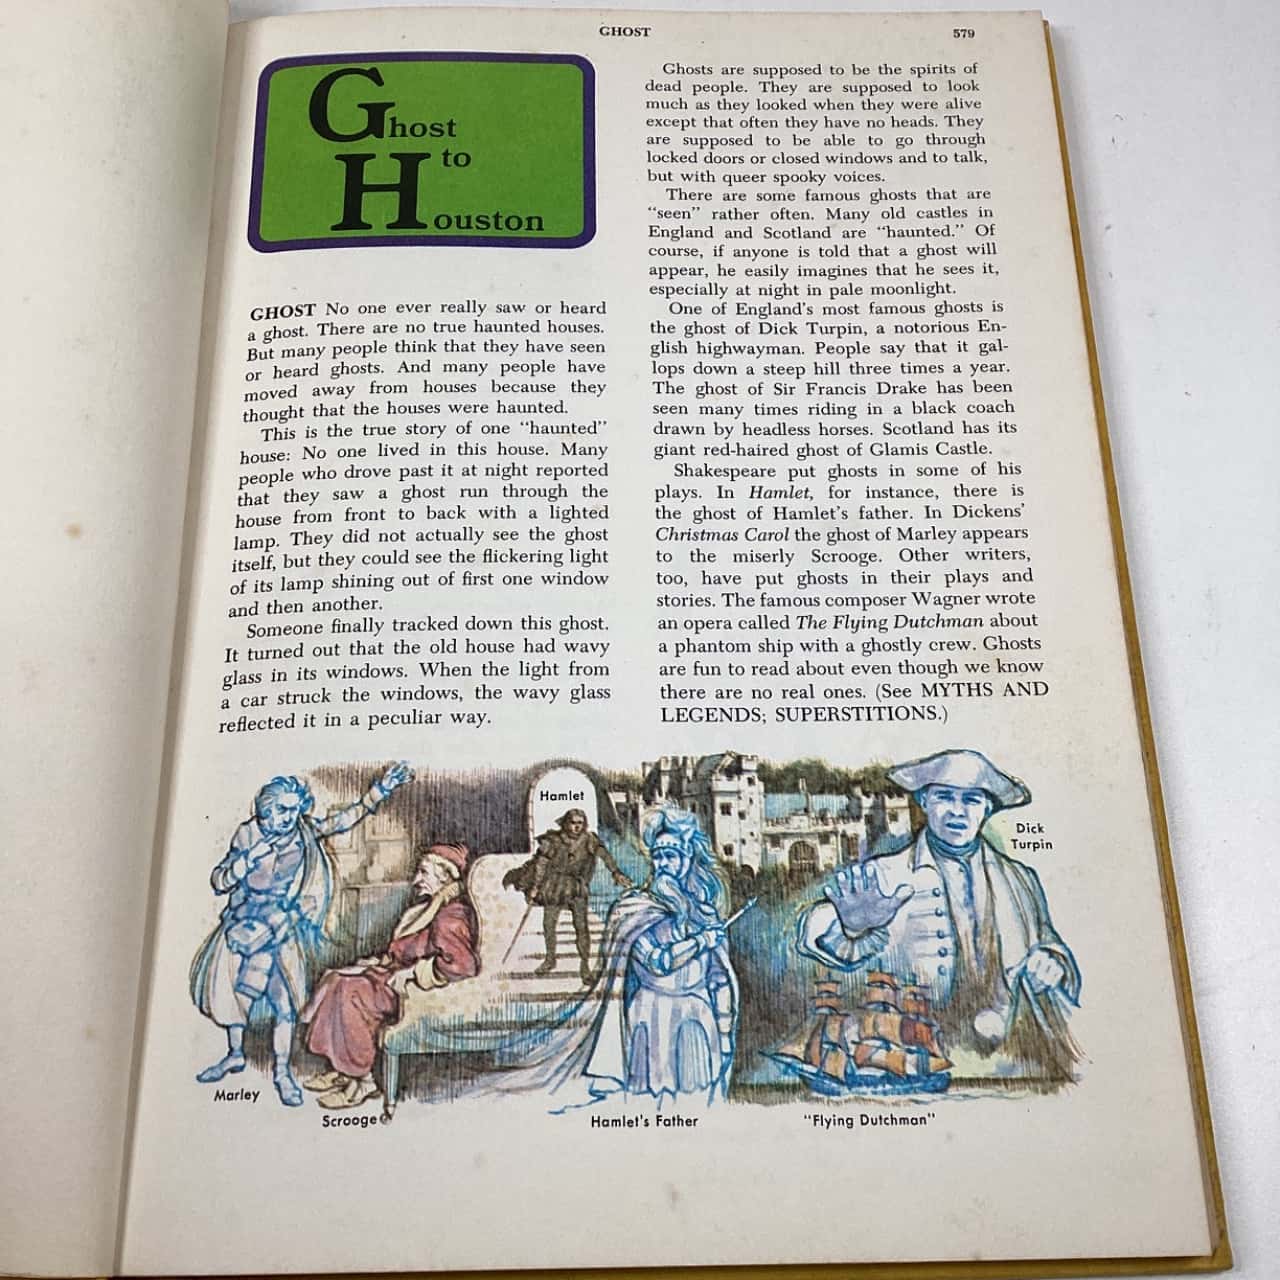 GHOST
579
Ghost
to
Houston
GHOST No one ever really saw or heard
a ghost. There are no true haunted houses.
But many people think that they have seen
or heard ghosts. And many people have
moved away from houses because they
thought that the houses were haunted.
This is the true story of one “haunted”
house: No one lived in this house. Many
people who drove past it at night reported
that they saw a ghost run through the
house from front to back with a lighted
lamp. They did not actually see the ghost
itself, but they could see the flickering light
of its lamp shining out of first one window
and then another.
Someone finally tracked down this ghost.
It turned out that the old house had wavy
glass in its windows. When the light from
a car struck the windows, the wavy glass
reflected it in a peculiar way.
Ghosts are supposed to be the spirits of
dead people. They are supposed to look
much as they looked when they were alive
except that often they have no heads. They
are supposed to be able to go through
locked doors or closed windows and to talk,
but with queer spooky voices.
There are some famous ghosts that are
“seen” rather often. Many old castles in
England and Scotland are “haunted.” Of
course, if anyone is told that a ghost will
appear, he easily imagines that he sees it,
especially at night in pale moonlight.
One of England's most famous ghosts is
the ghost of Dick Turpin, a notorious En-
glish highwayman. People say that it gal-
lops down a steep hill three times a year.
The ghost of Sir Francis Drake has been
seen many times riding in a black coach
drawn by headless horses. Scotland has its
giant red-haired ghost of Glamis Castle.
Shakespeare put ghosts in some of his
plays. In Hamlet, for instance, there is
the ghost of Hamlet's father. In Dickens'
Christmas Carol the ghost of Marley appears
to the miserly Scrooge. Other writers,
too, have put ghosts in their plays and
stories. The famous composer Wagner wrote
an opera called The Flying Dutchman about
a phantom ship with a ghostly crew. Ghosts
are fun to read about even though we know
there are no real ones. (See MYTHS AND
LEGENDS; SUPERSTITIONS.)
Hamlet
Dick
Turpin
Marley
Scrooge
Hamlet's Father
"Flying Dutchman"